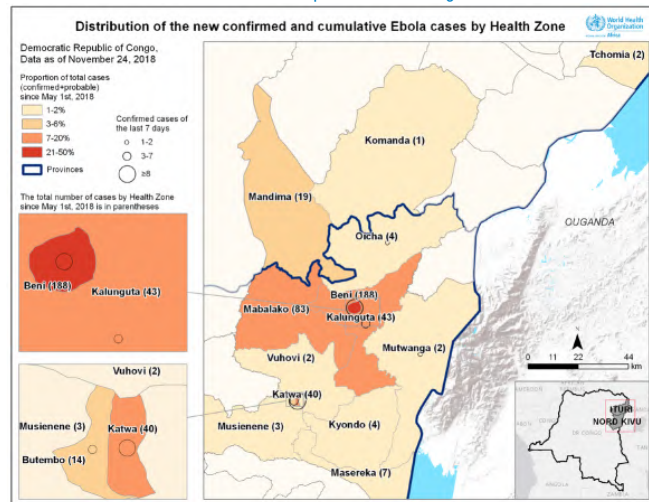 Distribution of the new confirmed and cumulative Ebola cases by Health Zone
World Health
Organization
Africa
Democratic Republic of Congo,
Data as of November 24, 2018
Proportion of total cases
(confirmed+probable)
since May 1st, 2018
1-2%
3-6%
7-20%
21-50%
Provinces
Confirmed cases of
the last 7 days
1-2
3-7
≥8
The total number of cases by Health Zone
since May 1st, 2018 is in parentheses
Beni (188)
Kalunguta (43)
Vuhovi (2)
Musienene (3)
Katwa (40)
Butembo (14)
Tchomia (2)
Komanda (1)
Mandima (19)
Oicha (4)
OUGANDA
Beni (188)
Mabalako (83)
Kalunguta (43)
Mutwanga (2)
Vuhovi (2)
Katwa (40)
Musienene (3)
Kyondo (4)
Masereka (7)
N
0 22 44
km
ITURI
NORD KIVU